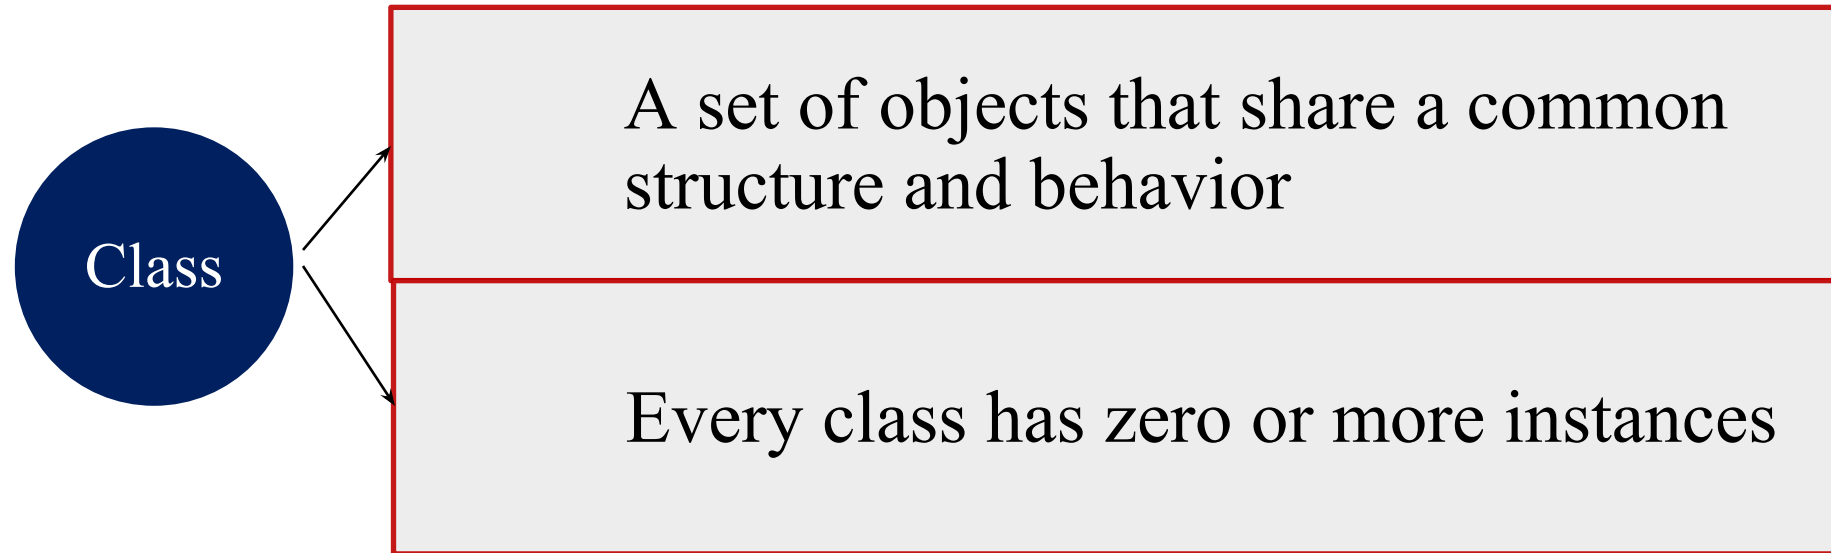 Class
A set of objects that share a common
structure and behavior
Every class has zero or more instances